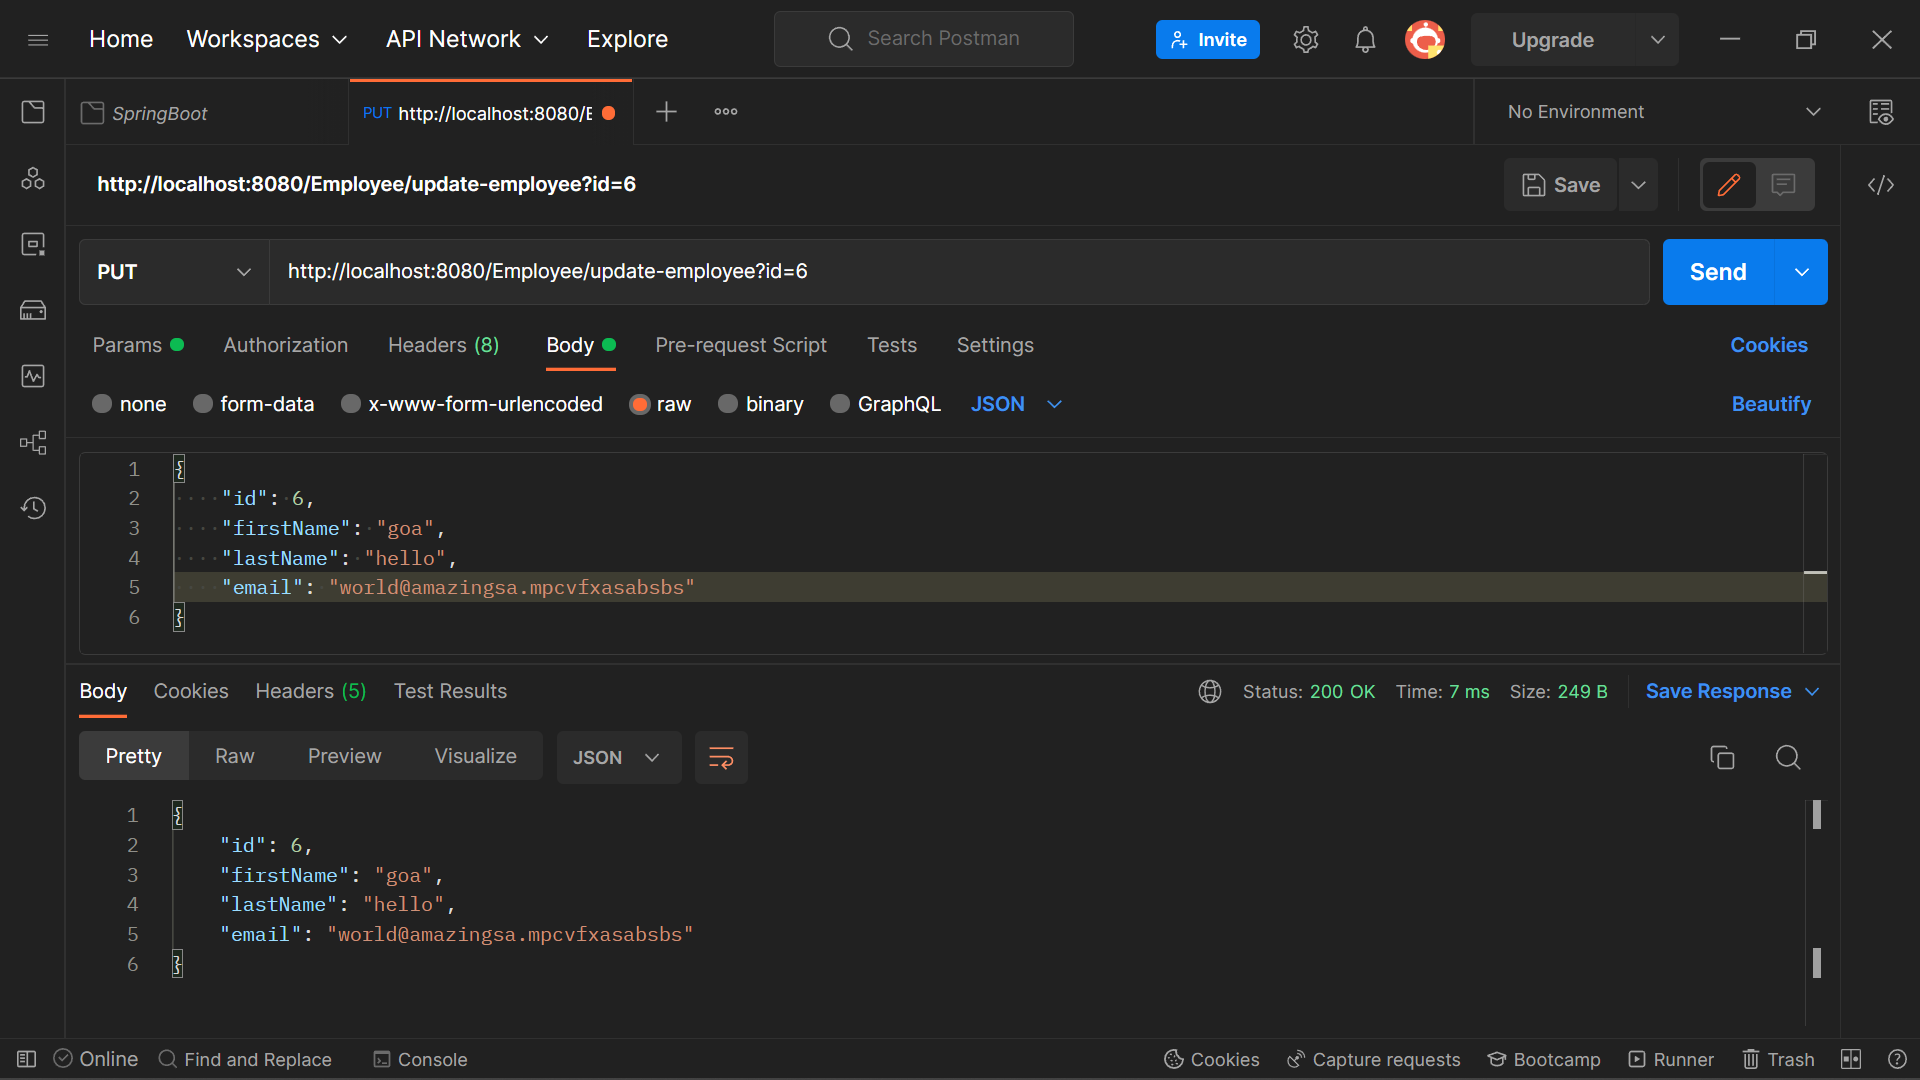 Home Workspaces API Network Explore Search Postman Invite Upgrade
SpringBoot PUT http://localhost:8080/E No Environment
http://localhost:8080/Employee/update-employee?id=6 Save
PUT http://localhost:8080/Employee/update-employee?id=6 Send
Params Authorization Headers (8) Body Pre-request Script Tests Settings Cookies
none form-data x-www-form-urlencoded raw binary GraphQL JSON Beautify
1 {
2 "id": 6,
3 "firstName": "goa",
4 "lastName": "hello",
5 "email": "world@amazingsa.mpcvfxasabsbs"
6 }
Body Cookies Headers (5) Test Results Status: 200 OK Time: 7 ms Size: 249 B Save Response
Pretty Raw Preview Visualize JSON
1 {
2 "id": 6,
3 "firstName": "goa",
4 "lastName": "hello",
5 "email": "world@amazingsa.mpcvfxasabsbs"
6 }
Online Find and Replace Console Cookies Capture requests Bootcamp Runner Trash